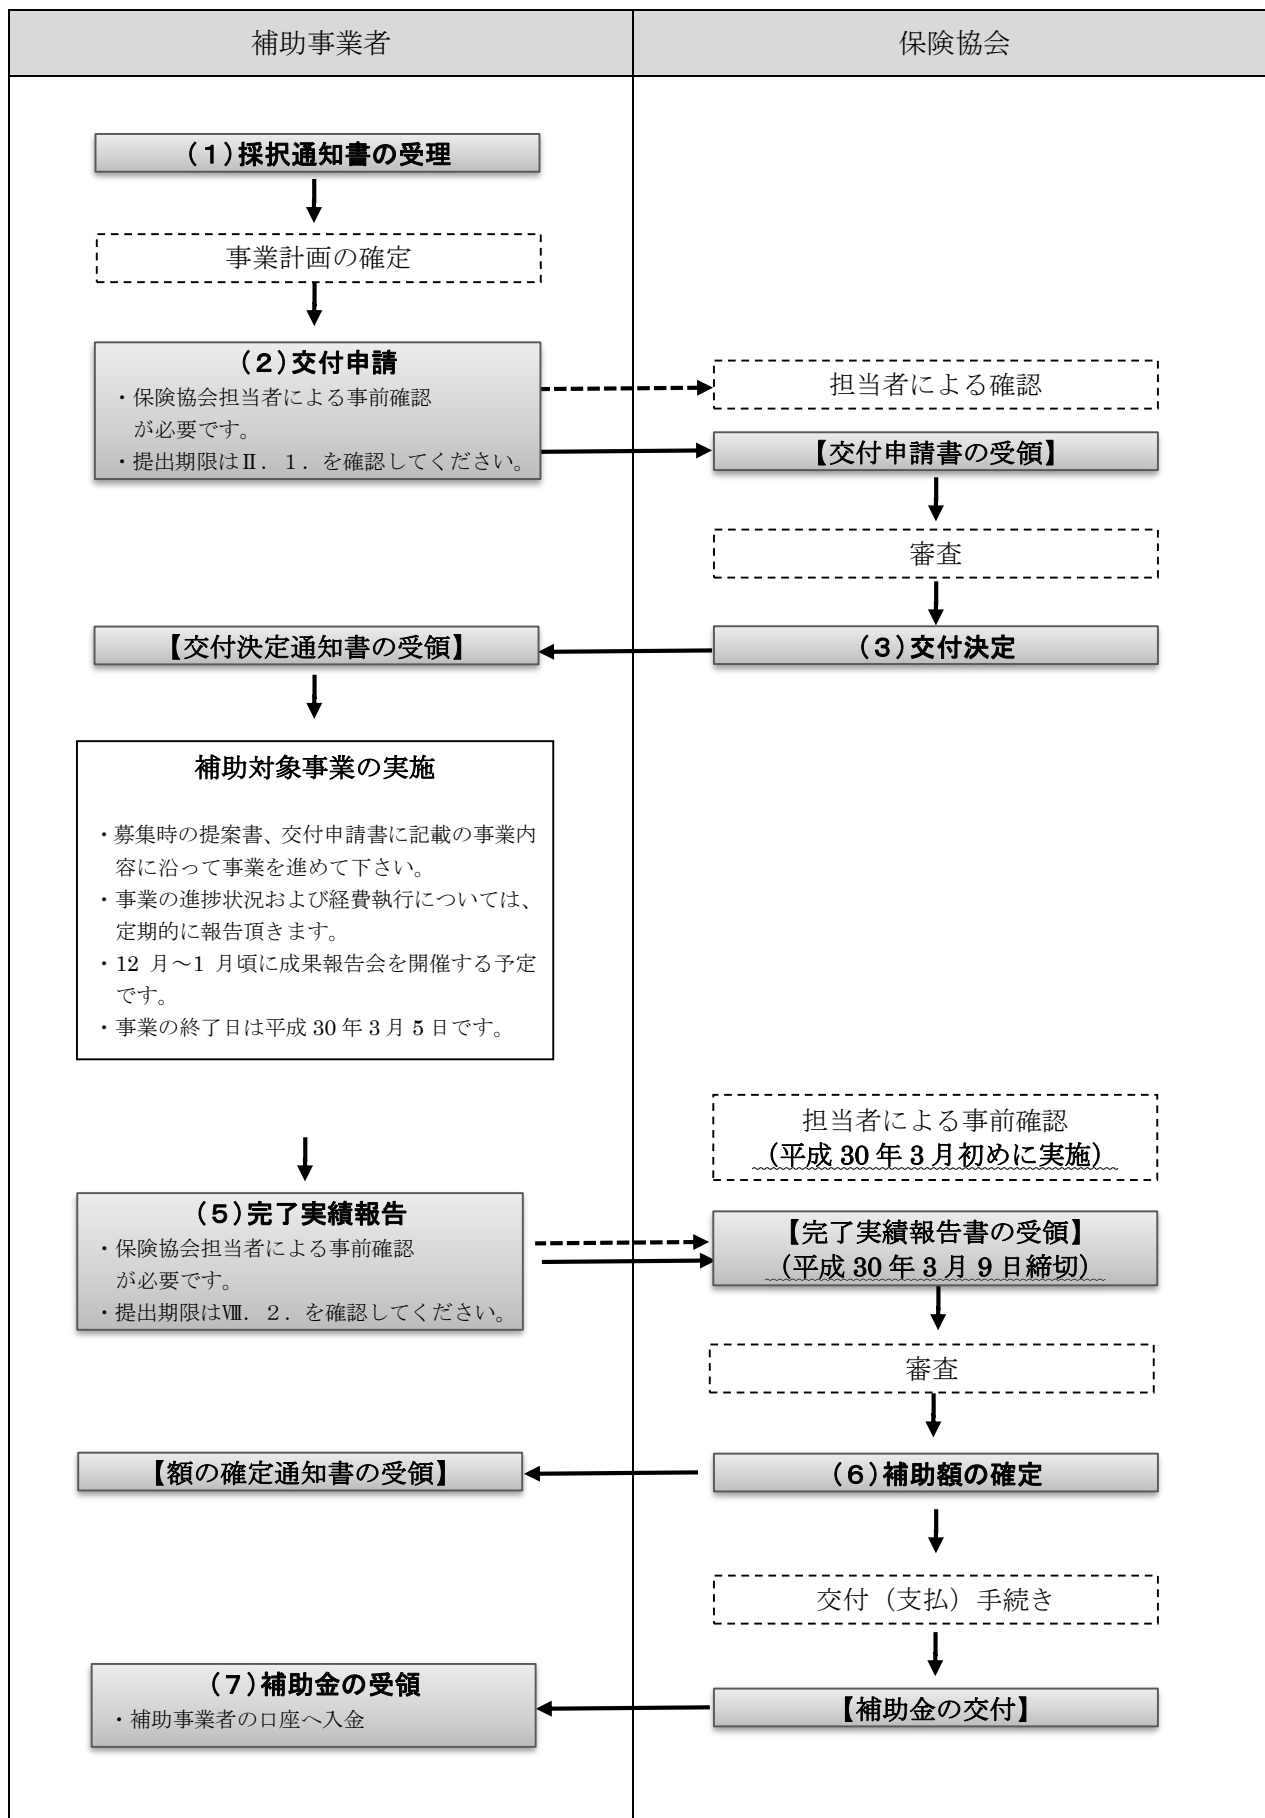 補助事業者
保険協会
（１）採択通知書の受理
事業計画の確定
（２）交付申請
・保険協会担当者による事前確認
が必要です。
・提出期限はⅡ．１．を確認してください。
担当者による確認
【交付申請書の受領】
審査
（３）交付決定
【交付決定通知書の受領】
補助対象事業の実施
・募集時の提案書、交付申請書に記載の事業内
容に沿って事業を進めて下さい。
・事業の進捗状況および経費執行については、
定期的に報告頂きます。
・12 月～1 月頃に成果報告会を開催する予定
です。
・事業の終了日は平成 30 年 3 月 5 日です。
担当者による事前確認
（平成 30 年 3 月初めに実施）
（５）完了実績報告
・保険協会担当者による事前確認
が必要です。
・提出期限はⅧ．２．を確認してください。
【完了実績報告書の受領】
（平成 30 年 3 月 9 日締切）
審査
（６）補助額の確定
【額の確定通知書の受領】
交付（支払）手続き
【補助金の交付】
（７）補助金の受領
・補助事業者の口座へ入金